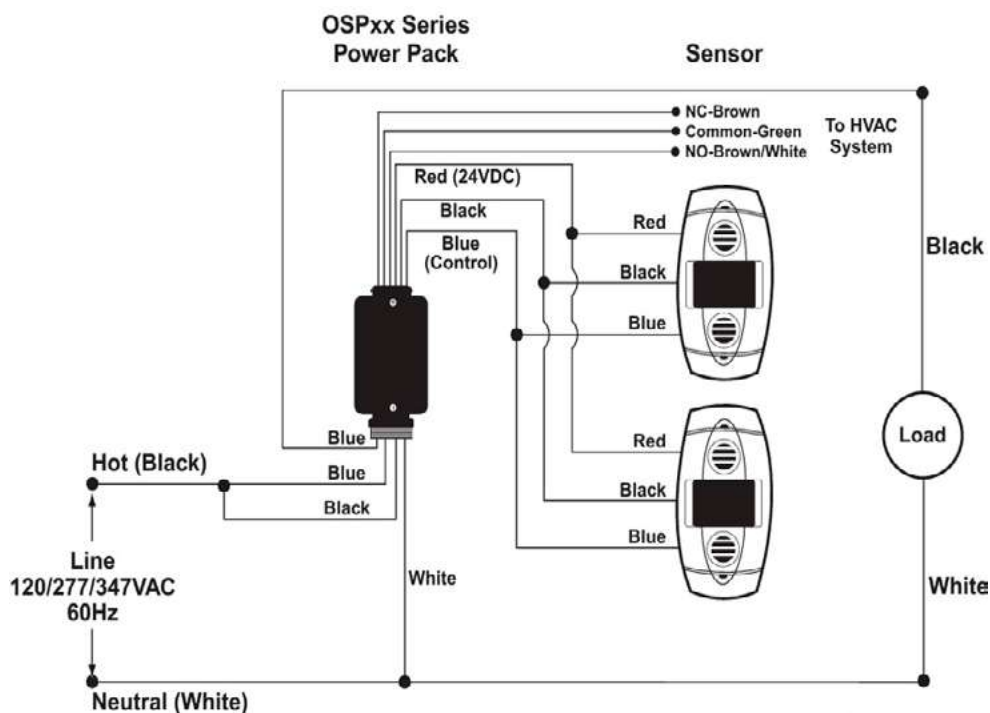 OSPxx Series
Power Pack
Sensor
NC-Brown
Common-Green
NO-Brown/White
To HVAC
System
Red (24VDC)
Black
Blue
(Control)
Red
Black
Blue
Black
Red
Black
Blue
Load
Blue
Hot (Black)
Blue
Black
Line
120/277/347VAC
60Hz
White
White
Neutral (White)